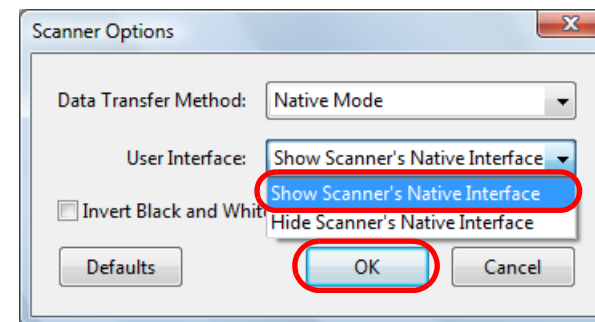 Scanner Options
Data Transfer Method: Native Mode
User Interface: Show Scanner's Native Interface
Show Scanner's Native Interface
Invert Black and Whit
Hide Scanner's Native Interface
Defaults OK Cancel